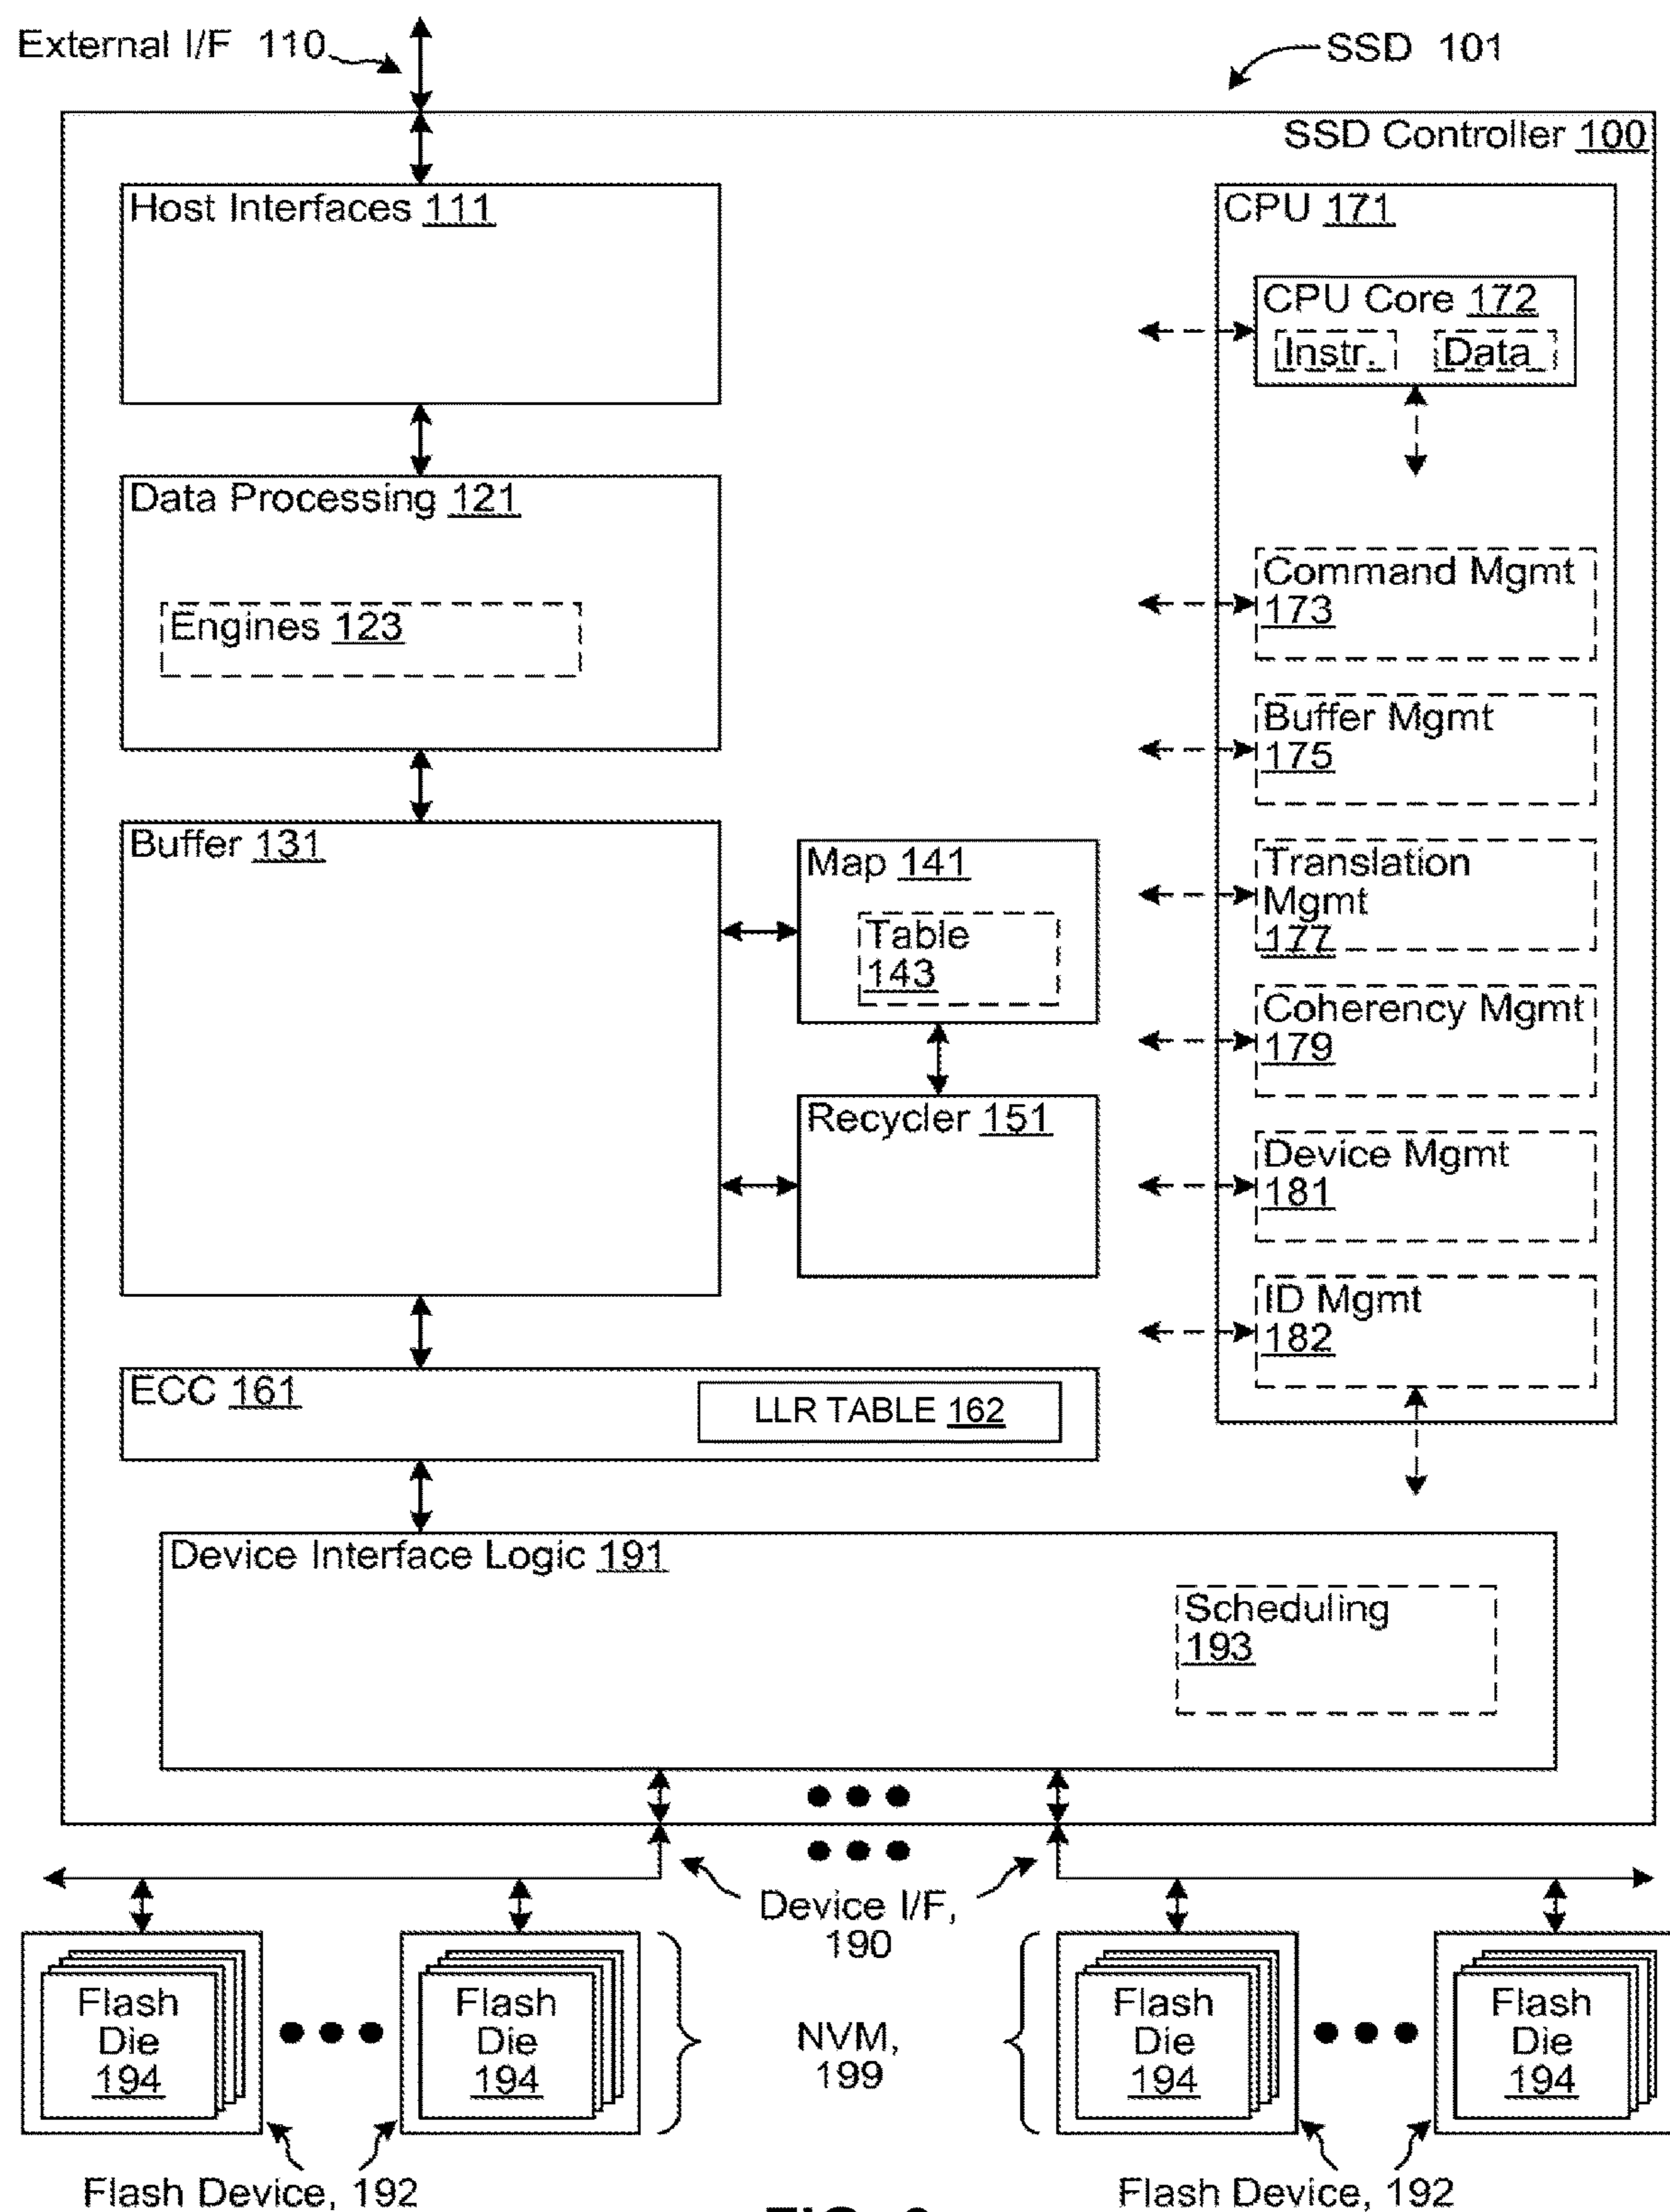 External I/F 110
SSD 101
SSD Controller 100
Host Interfaces 111
CPU 171
CPU Core 172
Instr.
Data
Data Processing 121
Engines 123
Command Mgmt
173
Buffer Mgmt
175
Buffer 131
Map 141
Table
143
Translation
Mgmt
177
Coherency Mgmt
179
Recycler 151
Device Mgmt
181
ID Mgmt
182
ECC 161
LLR TABLE 162
Device Interface Logic 191
Scheduling
193
Device I/F,
190
Flash
Die
194
Flash
Die
194
NVM,
199
Flash
Die
194
Flash
Die
194
Flash Device, 192
Flash Device, 192